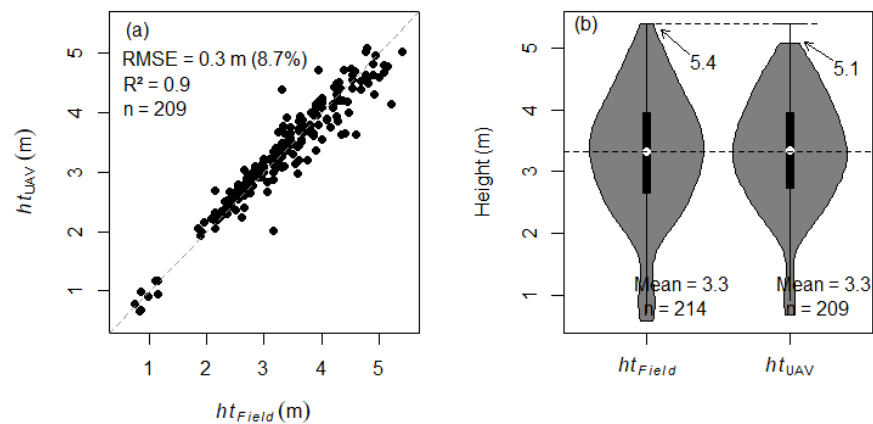 (a)
RMSE = 0.3 m (8.7%)
R² = 0.9
n = 209
5
4
3
2
1
ht_UAV (m)
1 2 3 4 5
ht_Field (m)
(b)
5.4
5.1
5
4
3
2
1
Height (m)
Mean = 3.3
n = 214
Mean = 3.3
n = 209
ht_Field ht_UAV